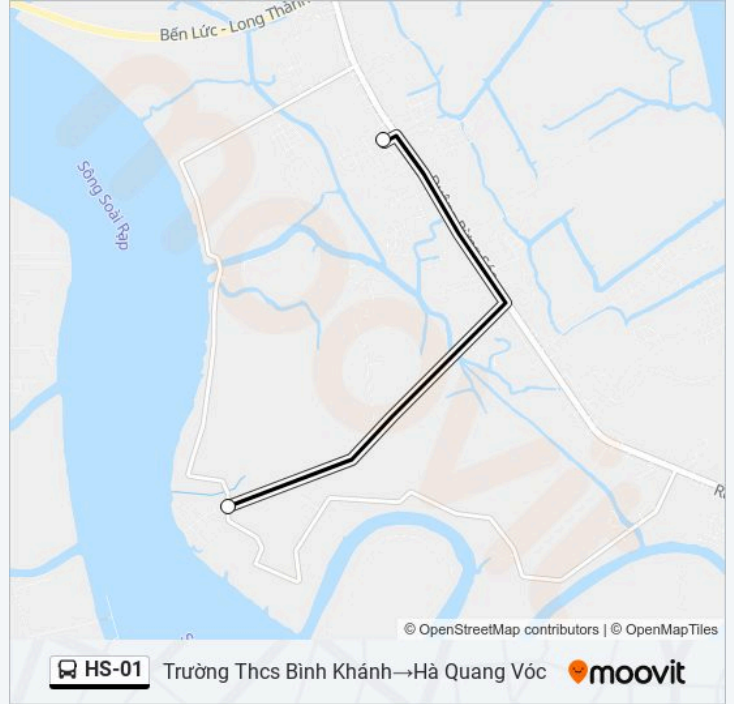 Bến Lức - Long Thành
Sông Soài Rạp
© OpenStreetMap contributors | © OpenMapTiles
HS-01
Trường Thcs Bình Khánh→Hà Quang Vóc
moovit